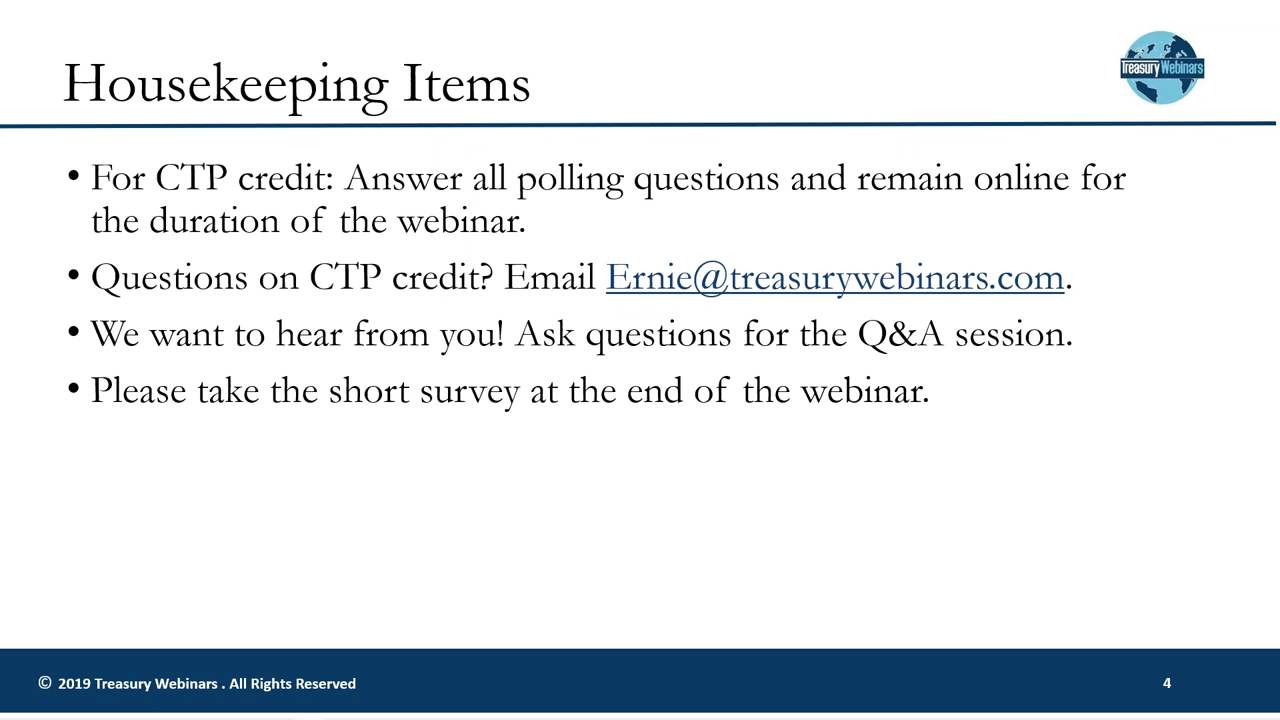 Housekeeping Items
Treasury Webinars
• For CTP credit: Answer all polling questions and remain online for
the duration of the webinar.
• Questions on CTP credit? Email Ernie@treasurywebinars.com.
• We want to hear from you! Ask questions for the Q&A session.
• Please take the short survey at the end of the webinar.
© 2019 Treasury Webinars . All Rights Reserved
4